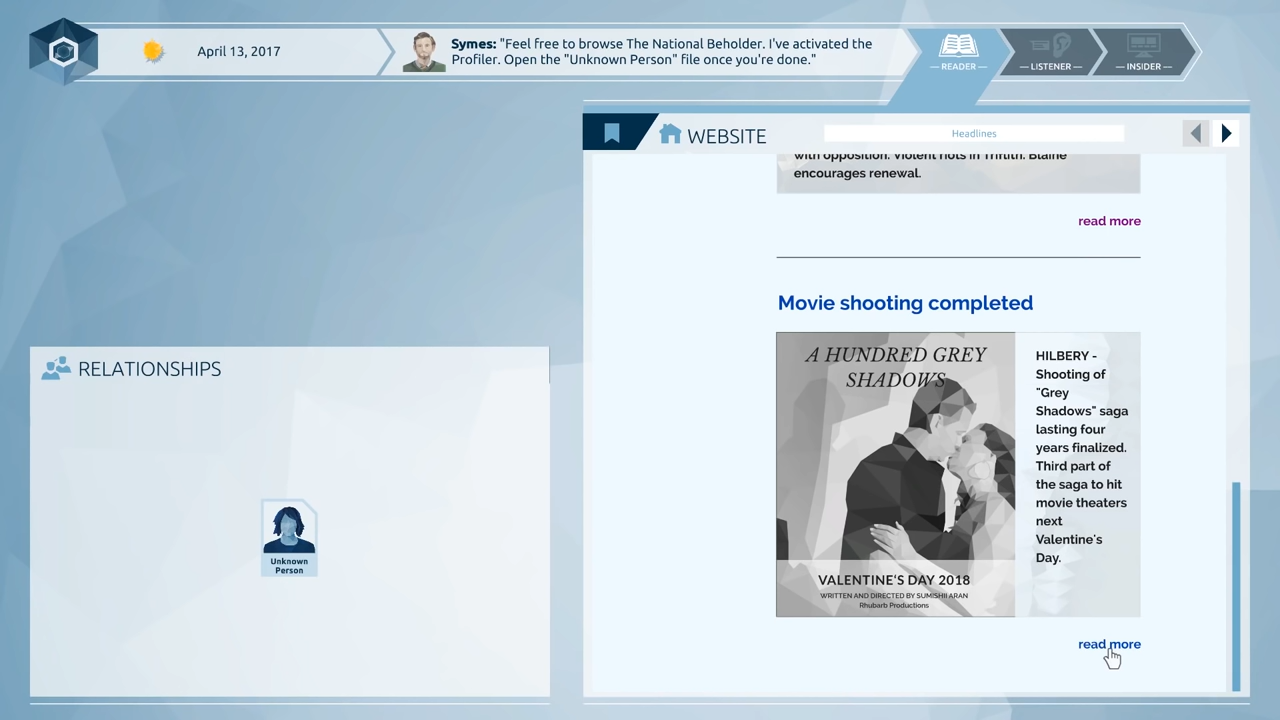 April 13, 2017
Symes: "Feel free to browse The National Beholder. I've activated the
Profiler. Open the "Unknown Person" file once you're done."
— READER —
— LISTENER —
— INSIDER —
WEBSITE
Headlines
with opposition. Violent riots in Trifith. Blaine
encourages renewal.
read more
Movie shooting completed
A HUNDRED GREY
SHADOWS
VALENTINE'S DAY 2018
WRITTEN AND DIRECTED BY SUMISHII ARAN
Rhubarb Productions
HILBERY -
Shooting of
"Grey
Shadows" saga
lasting four
years finalized.
Third part of
the saga to hit
movie theaters
next
Valentine's
Day.
read more
RELATIONSHIPS
Unknown
Person